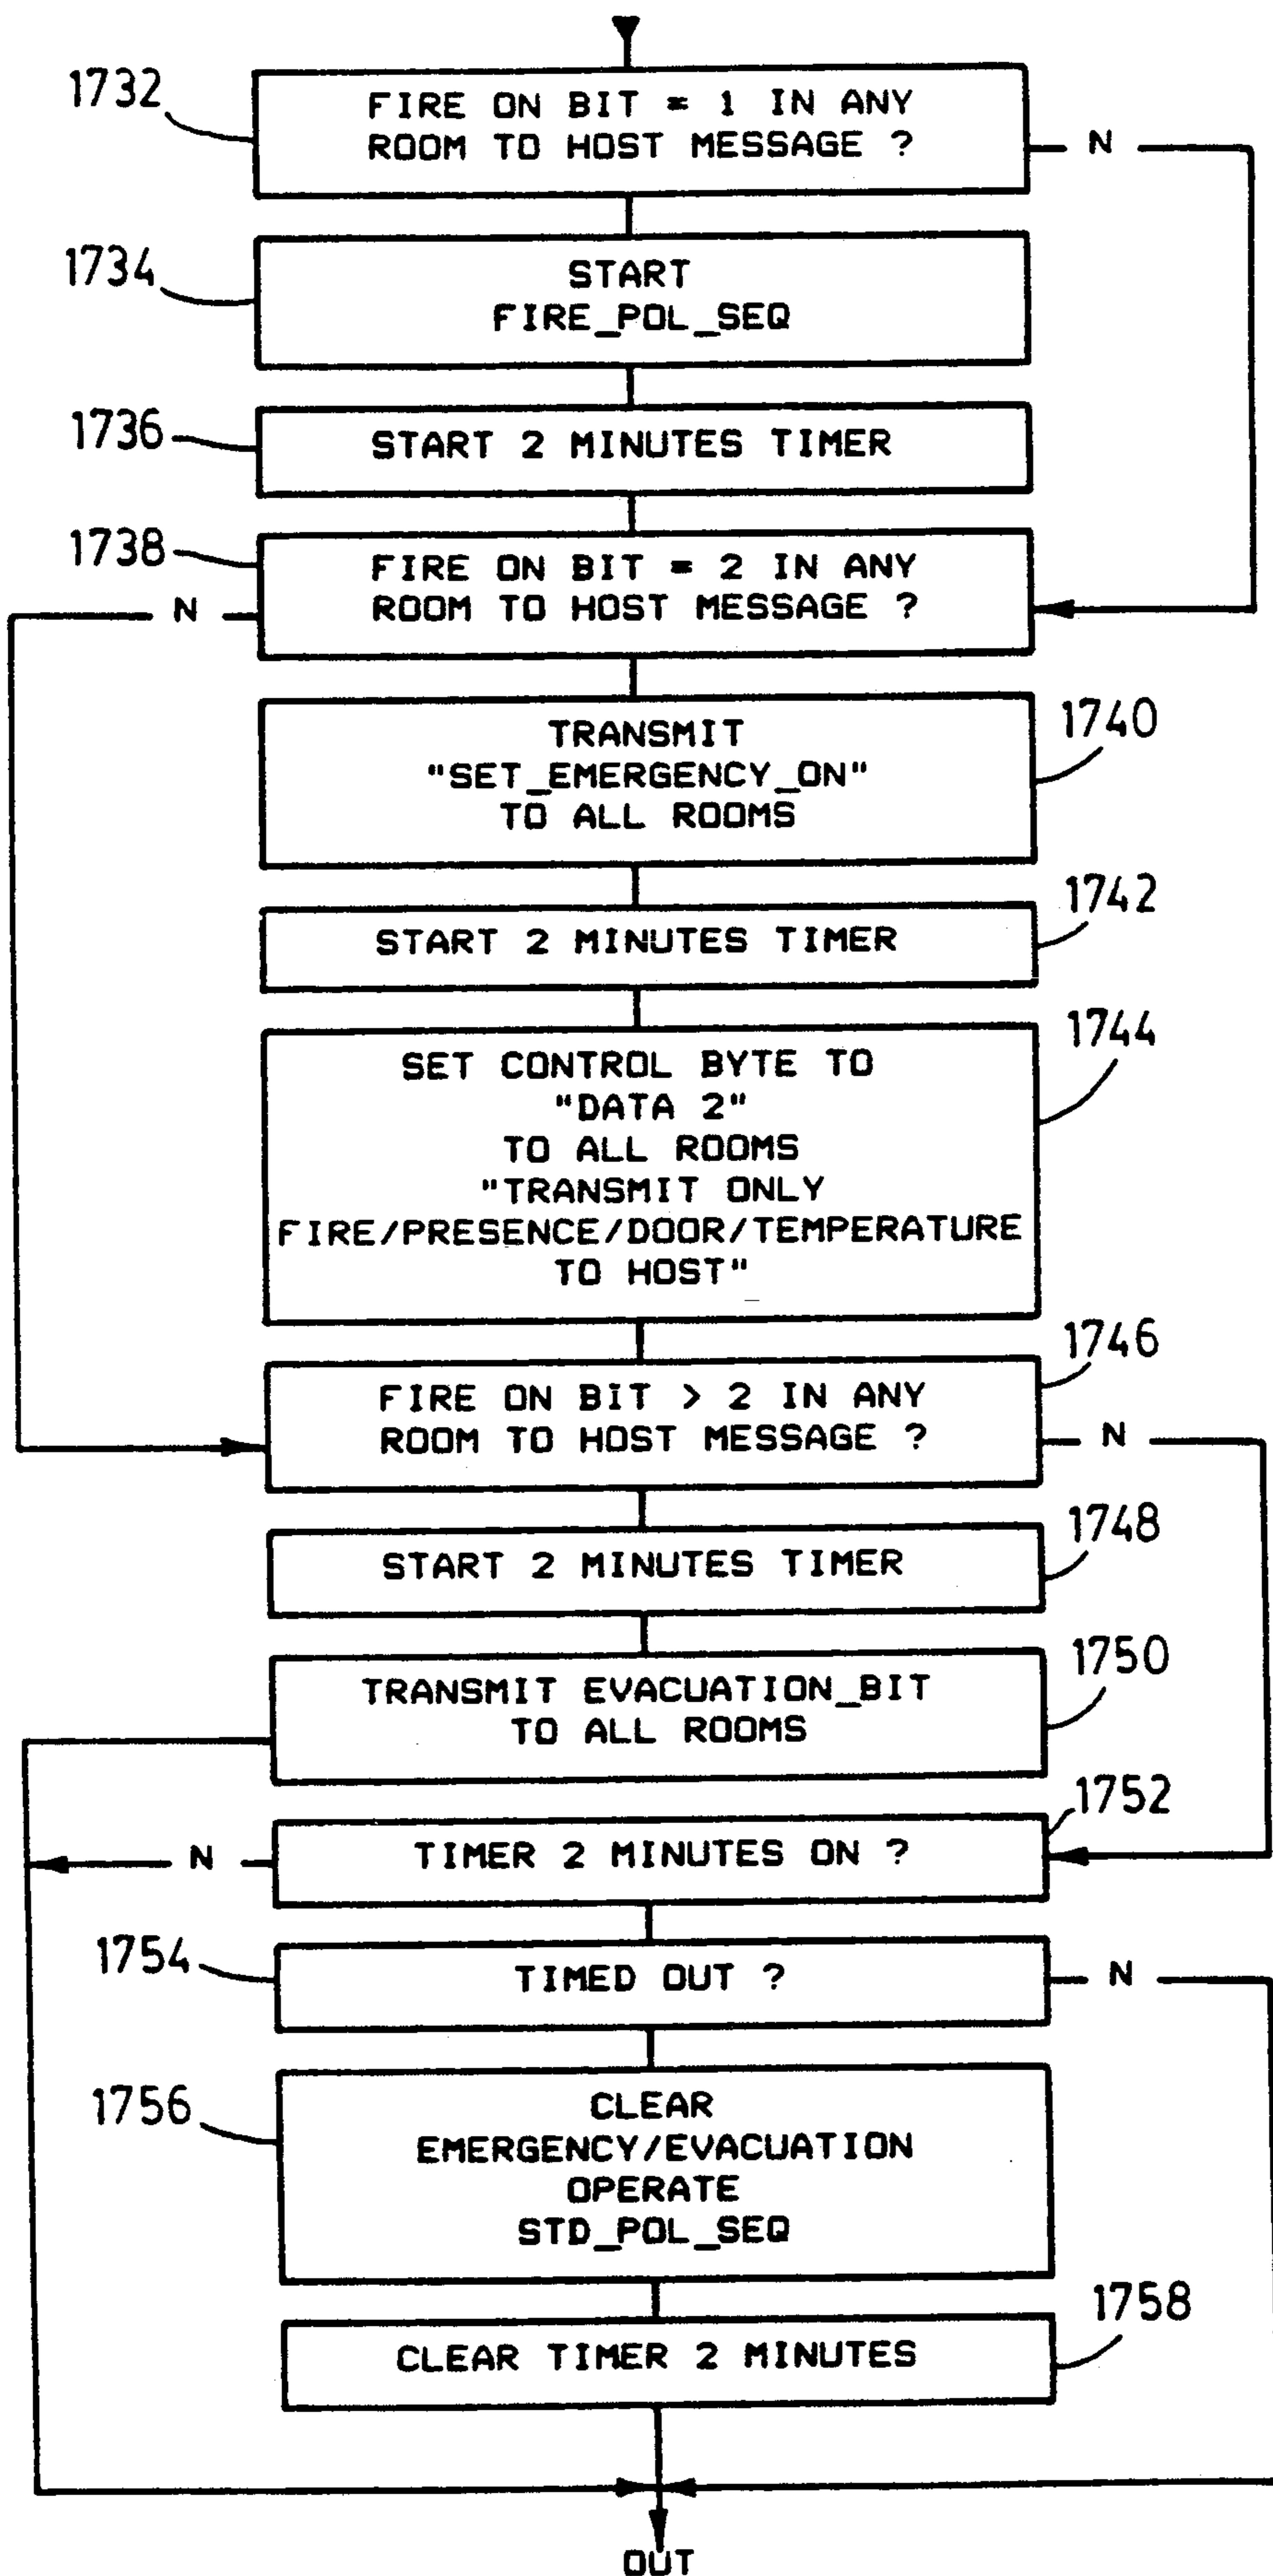 1732
FIRE ON BIT = 1 IN ANY
ROOM TO HOST MESSAGE ?
N
1734
START
FIRE_POL_SEQ
1736
START 2 MINUTES TIMER
1738
FIRE ON BIT = 2 IN ANY
ROOM TO HOST MESSAGE ?
N
1740
TRANSMIT
"SET_EMERGENCY_ON"
TO ALL ROOMS
1742
START 2 MINUTES TIMER
1744
SET CONTROL BYTE TO
"DATA 2"
TO ALL ROOMS
"TRANSMIT ONLY
FIRE/PRESENCE/DOOR/TEMPERATURE
TO HOST"
1746
FIRE ON BIT > 2 IN ANY
ROOM TO HOST MESSAGE ?
N
1748
START 2 MINUTES TIMER
1750
TRANSMIT EVACUATION_BIT
TO ALL ROOMS
1752
TIMER 2 MINUTES ON ?
N
1754
TIMED OUT ?
N
1756
CLEAR
EMERGENCY/EVACUATION
OPERATE
STD_POL_SEQ
1758
CLEAR TIMER 2 MINUTES
OUT